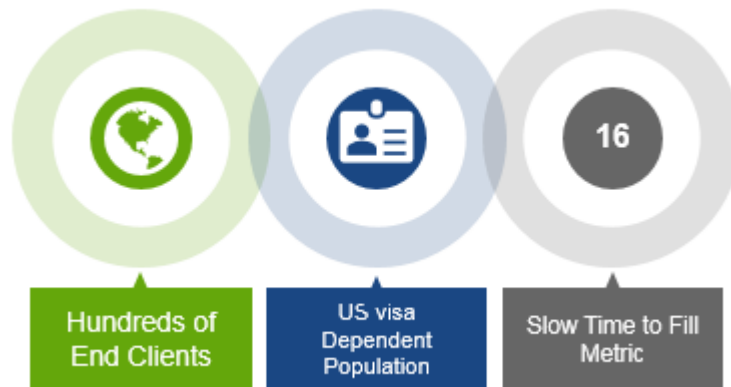 16
Hundreds of
End Clients
US visa
Dependent
Population
Slow Time to Fill
Metric